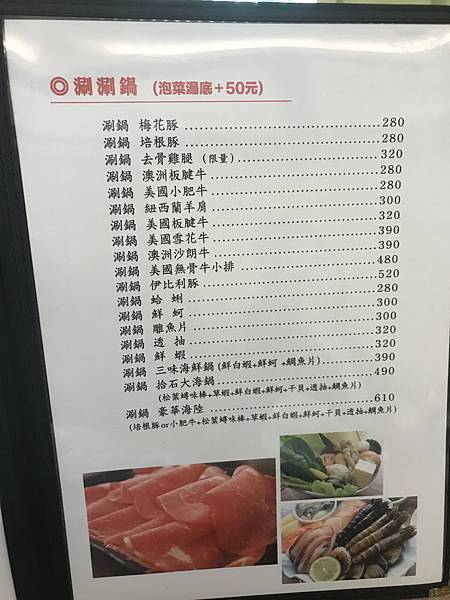 ◎涮涮鍋 (泡菜湯底+50元)
涮鍋 梅花豚 ........................280
涮鍋 培根豚 ........................280
涮鍋 去骨雞腿 (限量) ........................320
涮鍋 澳洲板腱牛 ........................280
涮鍋 美國小肥牛 ........................280
涮鍋 紐西蘭羊肩 ........................300
涮鍋 美國板腱牛 ........................320
涮鍋 美國雪花牛 ........................390
涮鍋 澳洲沙朗牛 ........................390
涮鍋 美國無骨牛小排 ........................480
涮鍋 伊比利豚 ........................520
涮鍋 蛤 蜊 ........................280
涮鍋 鮮 蚵 ........................300
涮鍋 雕魚片 ........................300
涮鍋 透 抽 ........................320
涮鍋 鮮 蝦 ........................320
涮鍋 三味海鮮鍋 (鮮白蝦+鮮蚵 +鯛魚片) ........................390
涮鍋 拾石大海鍋 ........................490
(松葉蟳味棒+草蝦+鮮白蝦+鮮蚵+干貝+透抽+鯛魚片)
涮鍋 豪華海陸 ........................610
(培根豚or小肥牛+松葉蟳味棒+草蝦+鮮白蝦+鮮蚵+干貝+透抽+鯛魚片)